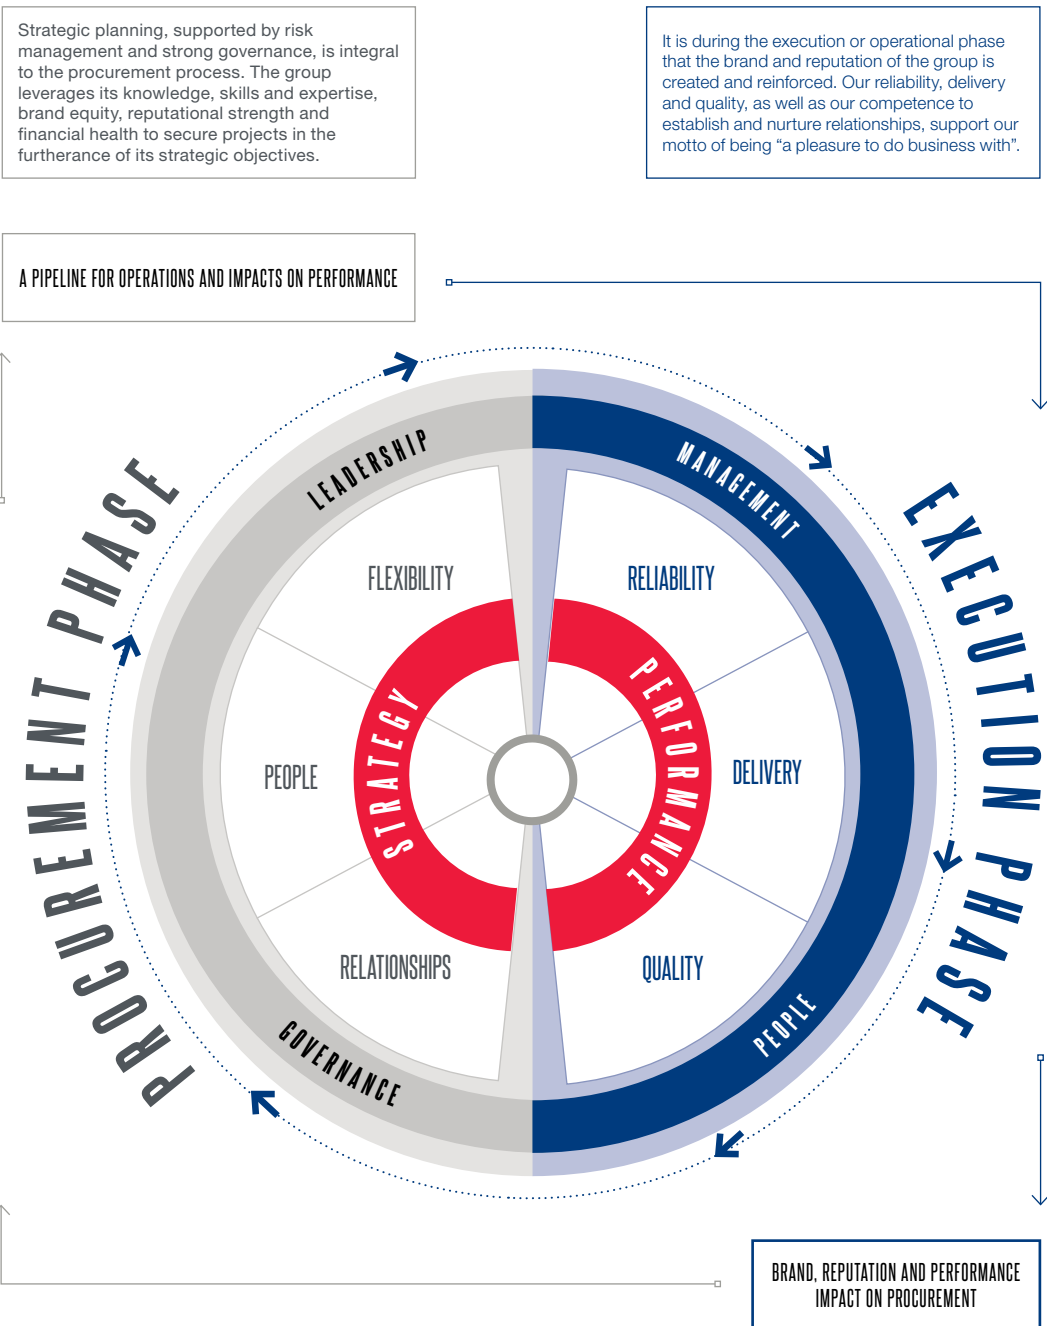 Strategic planning, supported by risk
management and strong governance, is integral
to the procurement process. The group
leverages its knowledge, skills and expertise,
brand equity, reputational strength and
financial health to secure projects in the
furtherance of its strategic objectives.
It is during the execution or operational phase
that the brand and reputation of the group is
created and reinforced. Our reliability, delivery
and quality, as well as our competence to
establish and nurture relationships, support our
motto of being “a pleasure to do business with”.
A PIPELINE FOR OPERATIONS AND IMPACTS ON PERFORMANCE
PROCUREMENT PHASE
EXECUTION PHASE
LEADERSHIP
MANAGEMENT
FLEXIBILITY
RELIABILITY
STRATEGY
PERFORMANCE
PEOPLE
DELIVERY
RELATIONSHIPS
QUALITY
GOVERNANCE
PEOPLE
BRAND, REPUTATION AND PERFORMANCE
IMPACT ON PROCUREMENT